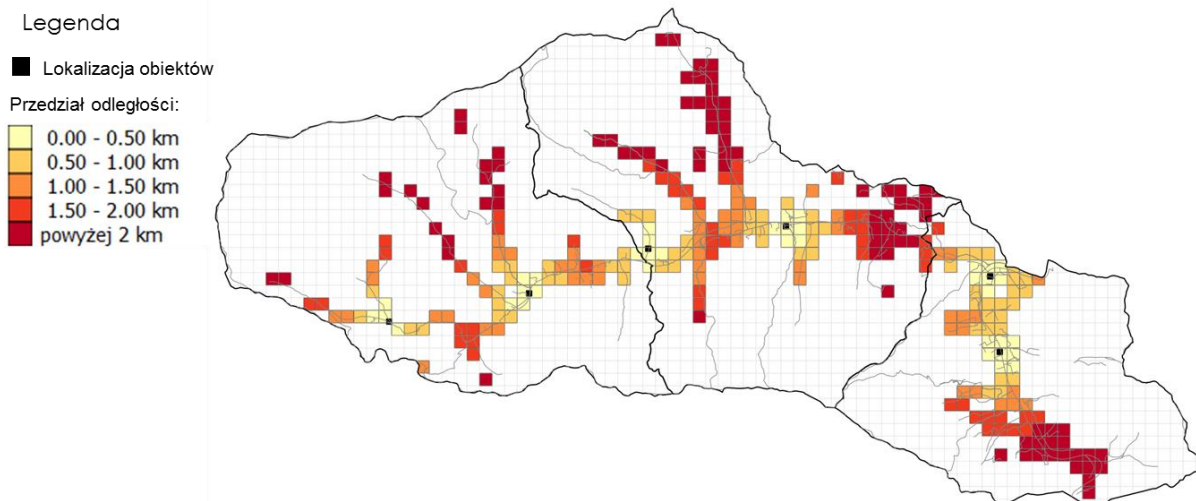 Legenda
Lokalizacja obiektów
Przedział odległości:
0.00 - 0.50 km
0.50 - 1.00 km
1.00 - 1.50 km
1.50 - 2.00 km
powyżej 2 km